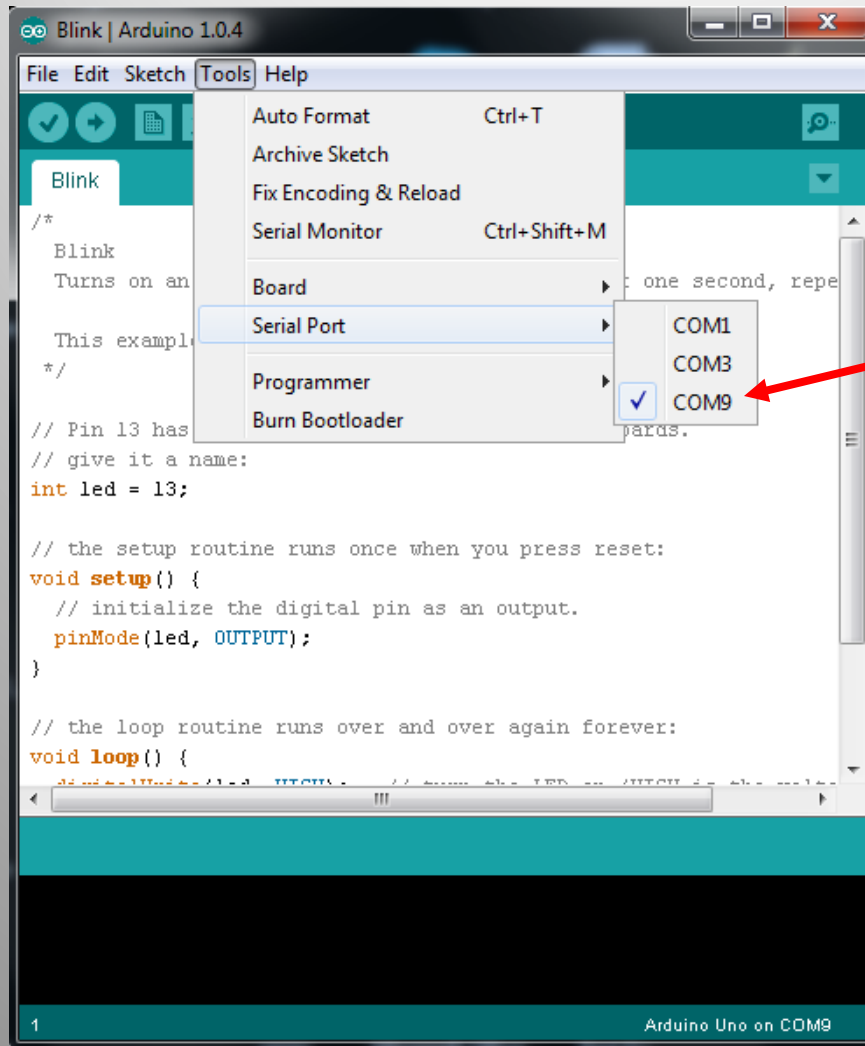 Blink | Arduino 1.0.4
File Edit Sketch Tools Help
Auto Format Ctrl+T
Archive Sketch
Fix Encoding & Reload
Serial Monitor Ctrl+Shift+M
Board
Serial Port
Programmer
Burn Bootloader
COM1
COM3
COM9
Blink
/*
Blink
Turns on an one second, repe
This exampl
*/
// Pin 13 has
// give it a name:
int led = 13;
// the setup routine runs once when you press reset:
void setup() {
// initialize the digital pin as an output.
pinMode(led, OUTPUT);
}
// the loop routine runs over and over again forever:
void loop() {
1 Arduino Uno on COM9